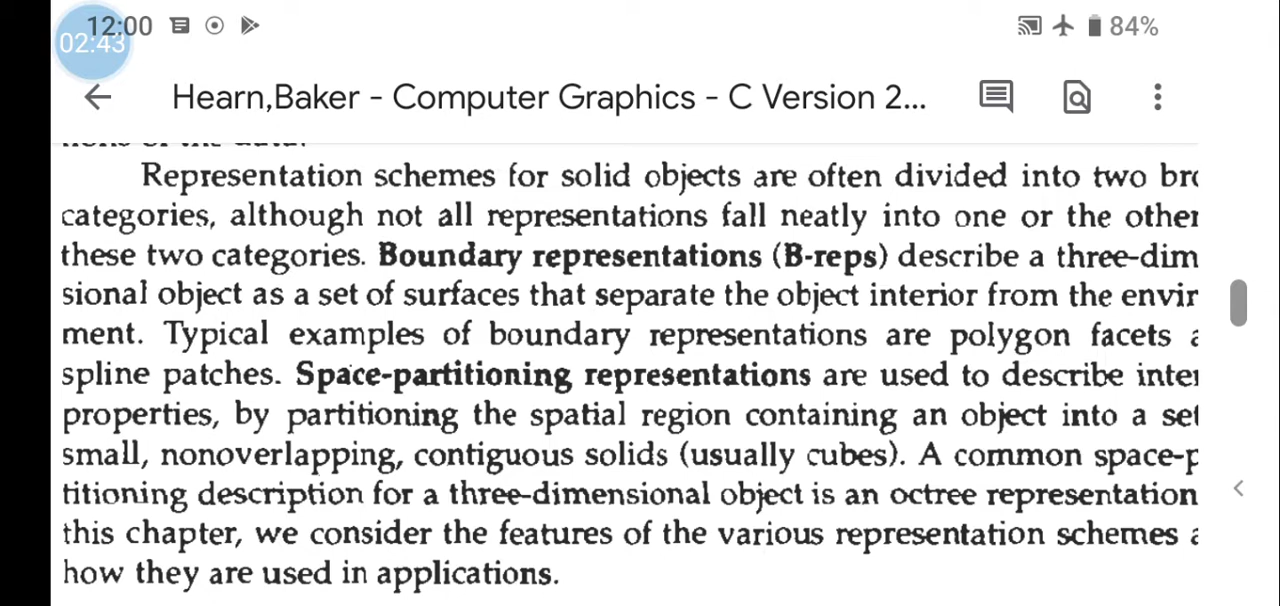 12:00
84%
02:43
Hearn,Baker - Computer Graphics - C Version 2...
Representation schemes for solid objects are often divided into two
categories, although not all representations fall neatly into one or the other
these two categories. Boundary representations (B-reps) describe a three-dim
sional object as a set of surfaces that separate the object interior from the
ment. Typical examples of boundary representations are polygon facets
spline patches. Space-partitioning representations are used to describe
properties, by partitioning the spatial region containing an object into a set
small, nonoverlapping, contiguous solids (usually cubes). A common space-p
titioning description for a three-dimensional object is an octree representation
this chapter, we consider the features of the various representation schemes
how they are used in applications.